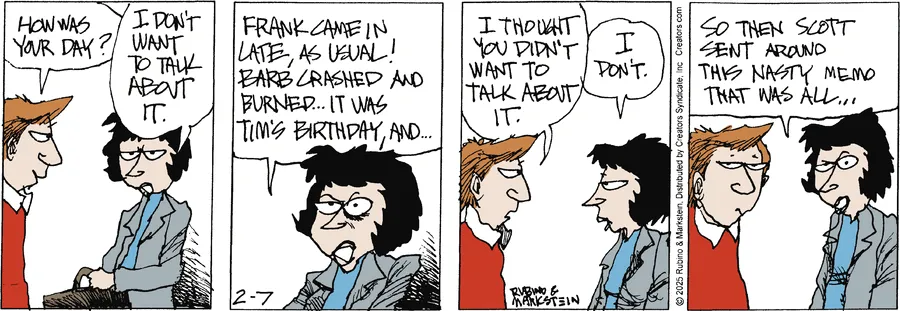 HOW WAS
YOUR DAY?
I DON'T
WANT
TO TALK
ABOUT
IT.
FRANK CAME IN
LATE, AS USUAL!
BARB CRASHED AND
BURNED... IT WAS
TIM'S BIRTHDAY, AND...
2-7
I THOUGHT
YOU DIDN'T
WANT TO
TALK ABOUT
IT.
I
DON'T.
RUBINO &
MARKSTEIN
© 2025 Rubino & Markstein, Distributed by Creators Syndicate, Inc Creators.com
SO THEN SCOTT
SENT AROUND
THIS NASTY MEMO
THAT WAS ALL...